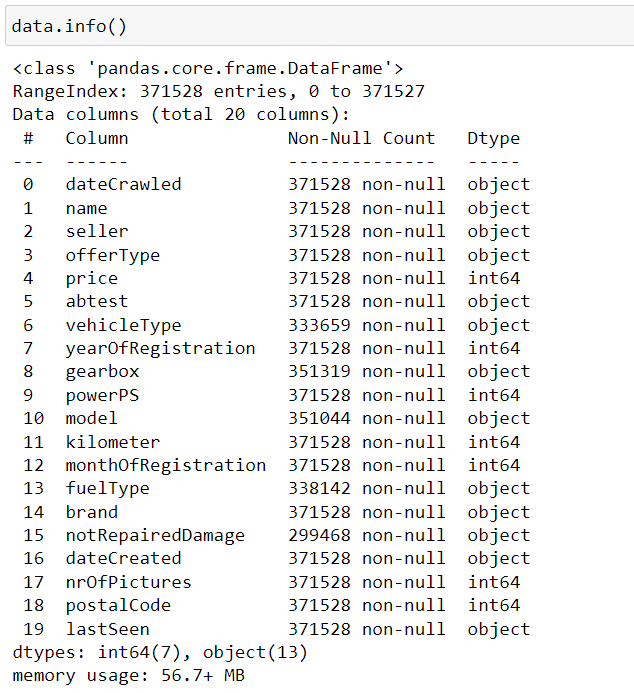 data.info()
<class 'pandas.core.frame.DataFrame'>
RangeIndex: 371528 entries, 0 to 371527
Data columns (total 20 columns):
 #   Column               Non-Null Count   Dtype
---  ------               --------------   -----
 0   dateCrawled          371528 non-null  object
 1   name                 371528 non-null  object
 2   seller               371528 non-null  object
 3   offerType            371528 non-null  object
 4   price                371528 non-null  int64
 5   abtest               371528 non-null  object
 6   vehicleType          333659 non-null  object
 7   yearOfRegistration   371528 non-null  int64
 8   gearbox              351319 non-null  object
 9   powerPS              371528 non-null  int64
 10  model                351044 non-null  object
 11  kilometer            371528 non-null  int64
 12  monthOfRegistration  371528 non-null  int64
 13  fuelType             338142 non-null  object
 14  brand                371528 non-null  object
 15  notRepairedDamage    299468 non-null  object
 16  dateCreated          371528 non-null  object
 17  nrOfPictures         371528 non-null  int64
 18  postalCode           371528 non-null  int64
 19  lastSeen             371528 non-null  object
dtypes: int64(7), object(13)
memory usage: 56.7+ MB